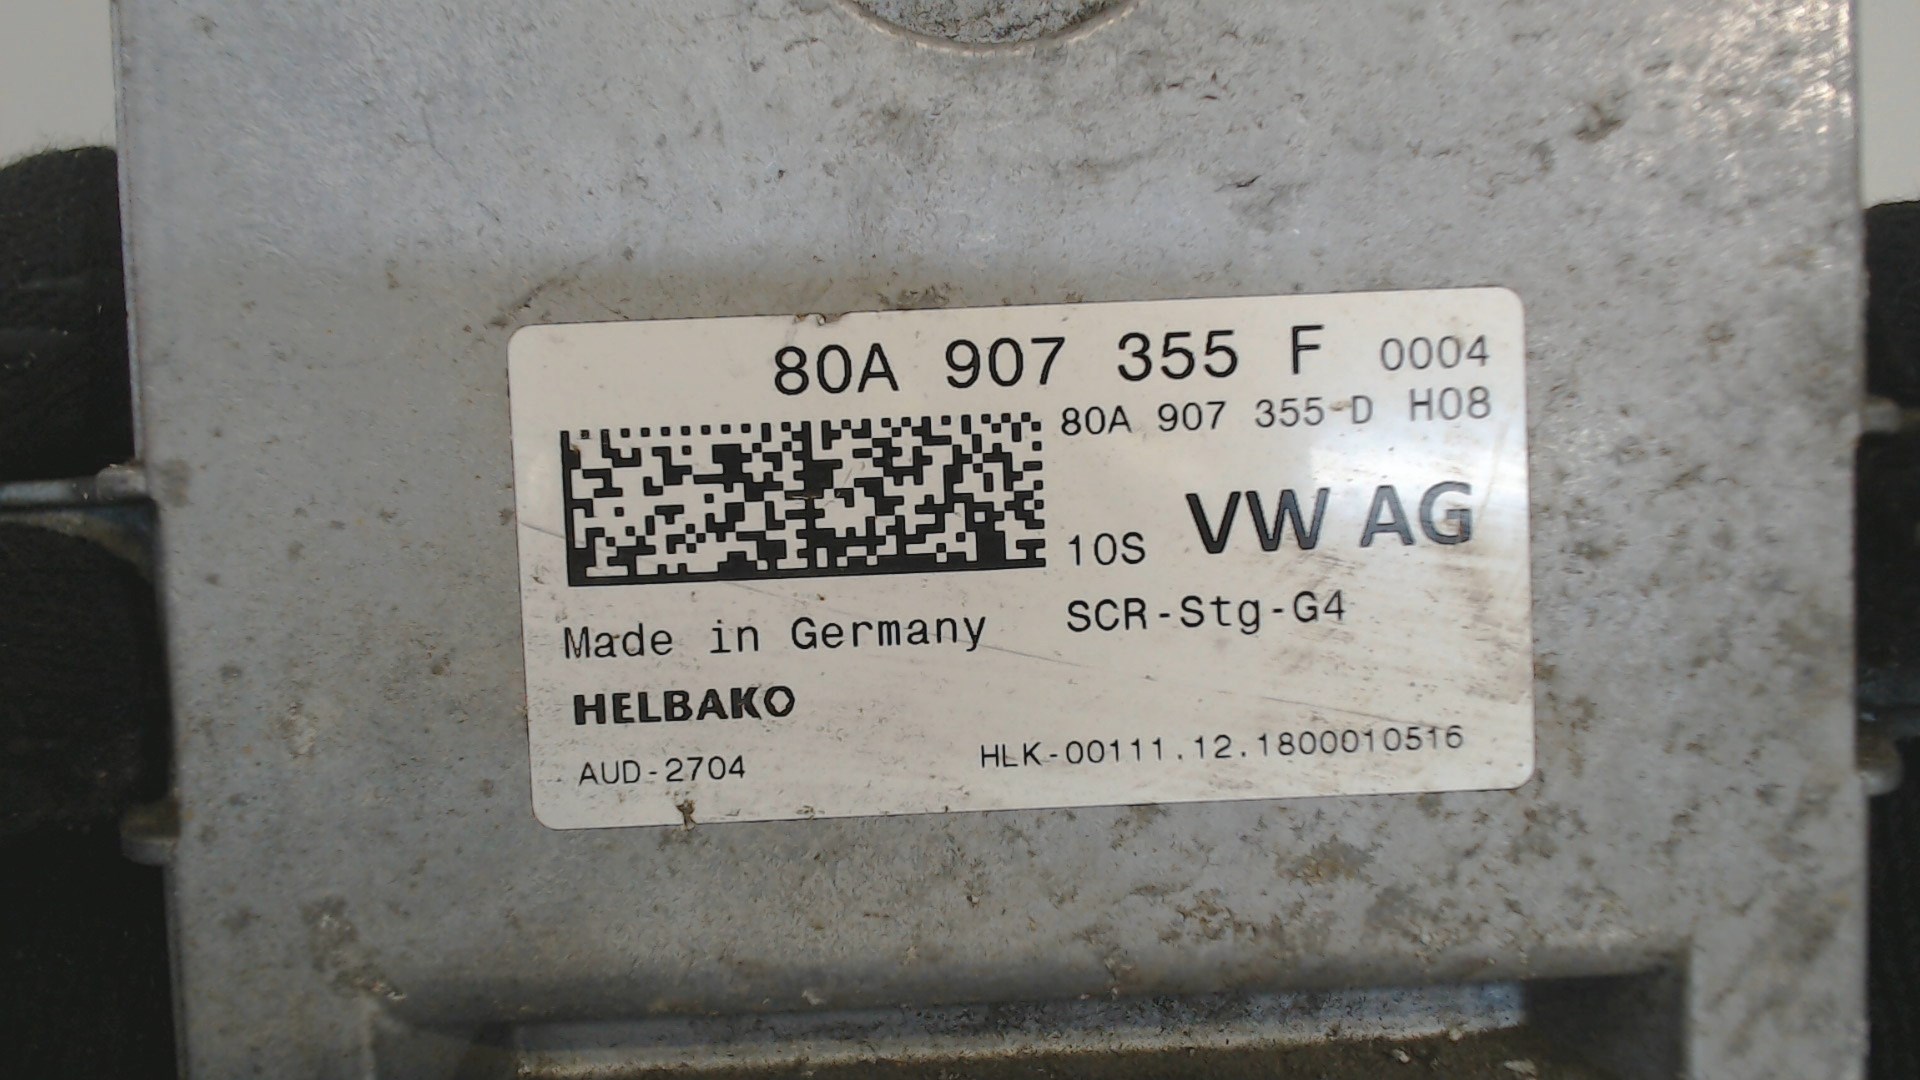 80A 907 355 F 0004
80A 907 355 D H08
10S VW AG
Made in Germany SCR-Stg-G4
HELBAKO
AUD-2704 HLK-00111.12.1800010516